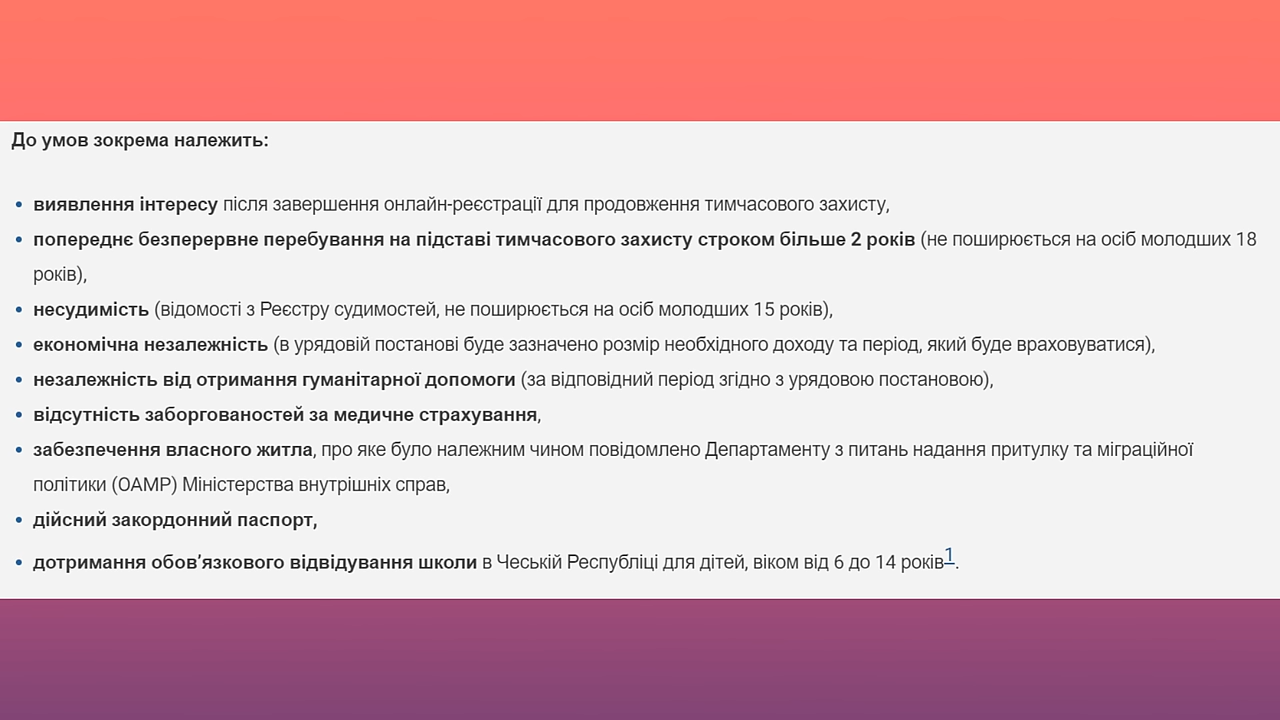 До умов зокрема належить:
• виявлення інтересу після завершення онлайн-реєстрації для продовження тимчасового захисту,
• попереднє безперервне перебування на підставі тимчасового захисту строком більше 2 років (не поширюється на осіб молодших 18
років),
• несудимість (відомості з Реєстру судимостей, не поширюється на осіб молодших 15 років),
• економічна незалежність (в урядовій постанові буде зазначено розмір необхідного доходу та період, який буде враховуватися),
• незалежність від отримання гуманітарної допомоги (за відповідний період згідно з урядовою постановою),
• відсутність заборгованостей за медичне страхування,
• забезпечення власного житла, про яке було належним чином повідомлено Департаменту з питань надання притулку та міграційної
політики (OAMP) Міністерства внутрішніх справ,
• дійсний закордонний паспорт,
• дотримання обов’язкового відвідування школи в Чеській Республіці для дітей, віком від 6 до 14 років1.